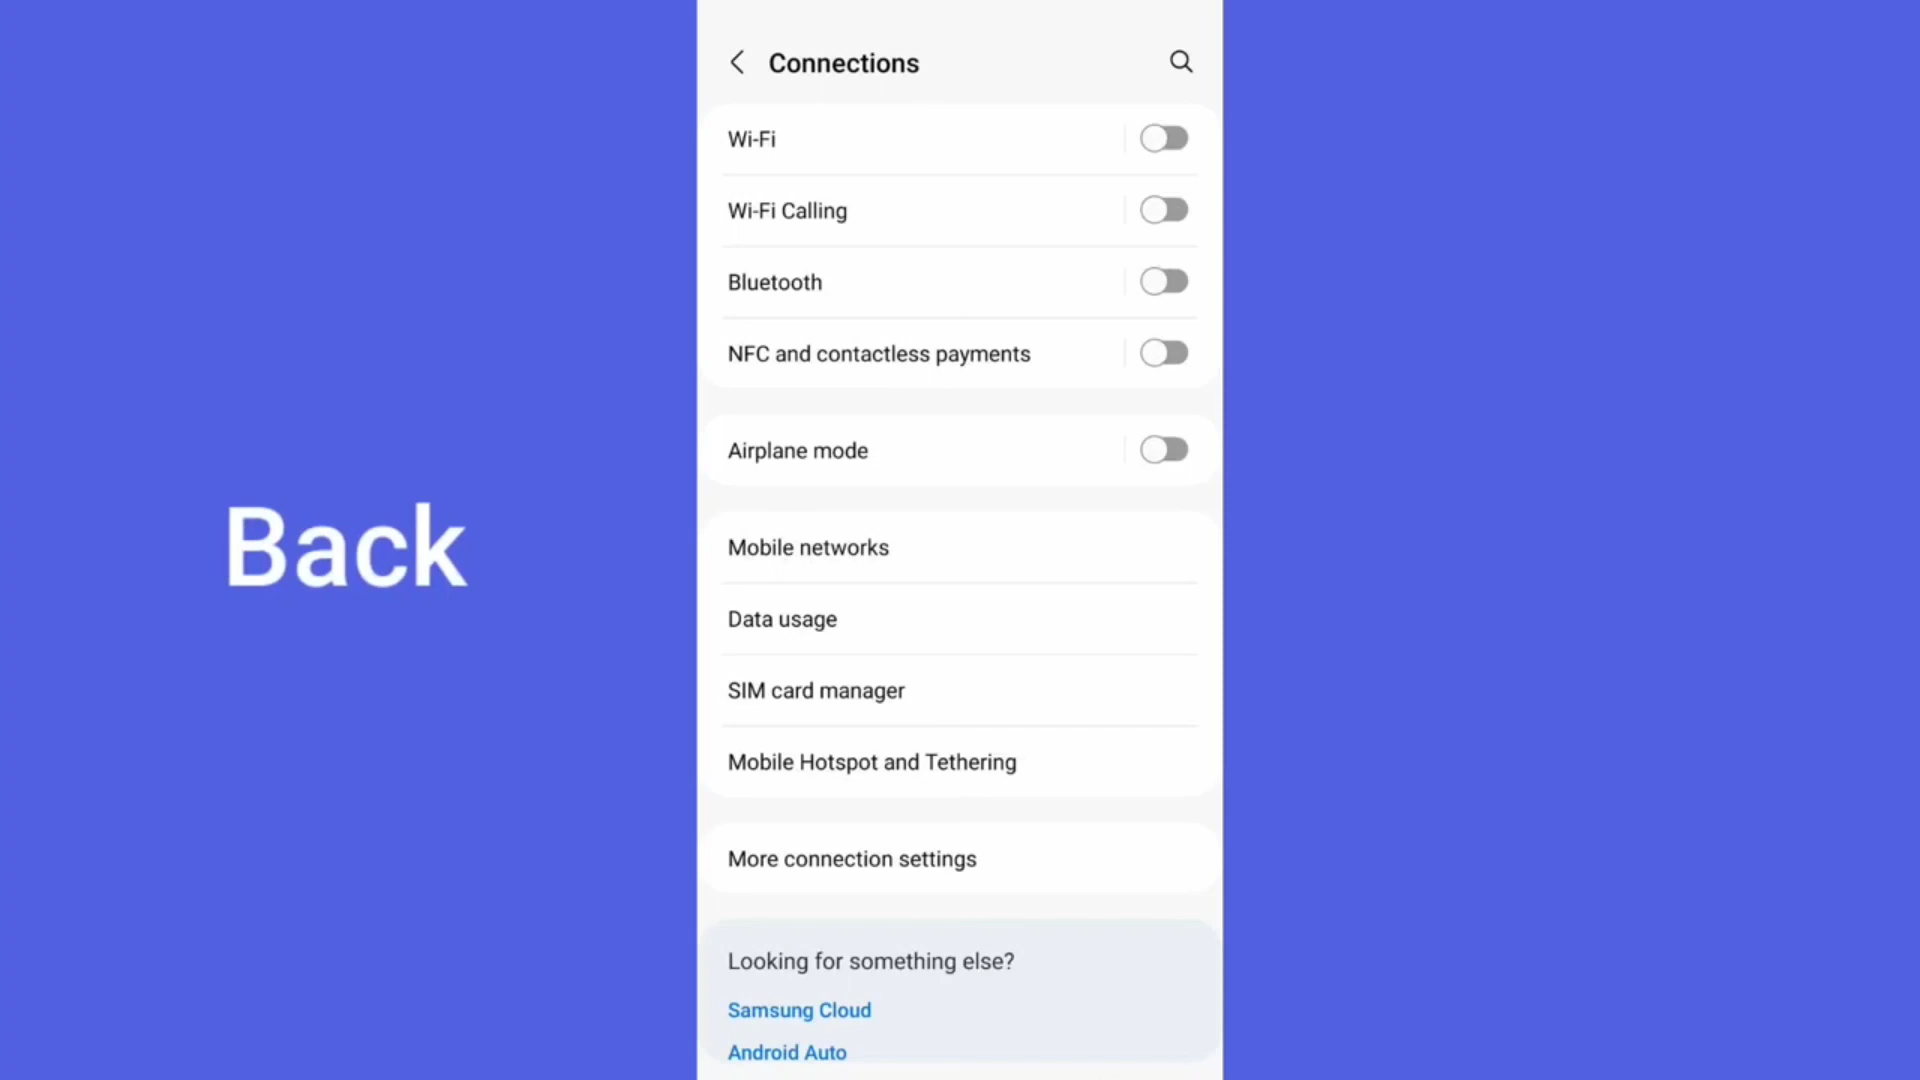 Connections
Wi-Fi
Wi-Fi Calling
Bluetooth
NFC and contactless payments
Airplane mode
Back
Mobile networks
Data usage
SIM card manager
Mobile Hotspot and Tethering
More connection settings
Looking for something else?
Samsung Cloud
Android Auto